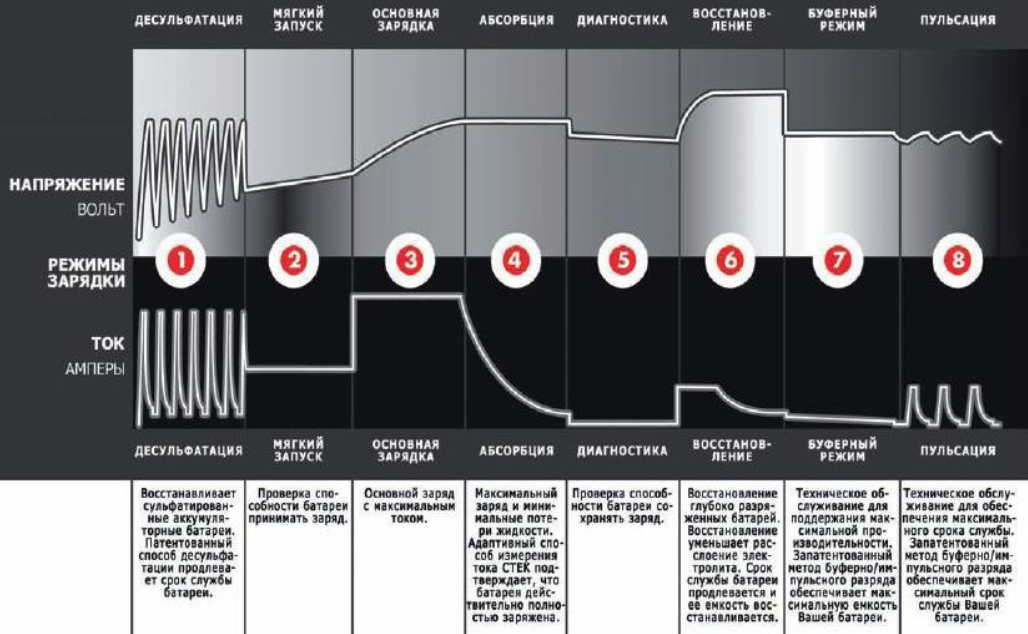 ДЕСУЛЬФАТАЦИЯ
МЯГКИЙ
ЗАПУСК
ОСНОВНАЯ
ЗАРЯДКА
АБСОРБЦИЯ
ДИАГНОСТИКА
ВОССТАНОВ-
ЛЕНИЕ
БУФЕРНЫЙ
РЕЖИМ
ПУЛЬСАЦИЯ
НАПРЯЖЕНИЕ
ВОЛЬТ
РЕЖИМЫ
ЗАРЯДКИ
1
2
3
4
5
6
7
8
ТОК
АМПЕРЫ
ДЕСУЛЬФАТАЦИЯ
МЯГКИЙ
ЗАПУСК
ОСНОВНАЯ
ЗАРЯДКА
АБСОРБЦИЯ
ДИАГНОСТИКА
ВОССТАНОВ-
ЛЕНИЕ
БУФЕРНЫЙ
РЕЖИМ
ПУЛЬСАЦИЯ
Восстанавливает
сульфатирован-
ные аккумуля-
торные батареи.
Патентованный
способ десульфа-
тации продлева-
ет срок службы
батареи.
Проверка спо-
собности батареи
принимать заряд.
Основной заряд
с максимальным
током.
Максимальный
заряд и мини-
мальные поте-
ри жидкости.
Адаптивный спо-
соб измерения
тока СТЕК под-
тверждает, что
батарея дейс-
твительно полно-
стью заряжена.
Проверка способ-
ности батареи со-
хранять заряд.
Восстановление
глубоко разря-
женных батарей.
Восстановление
уменьшает рас-
слоение элек-
тролита. Срок
службы батареи
продлевается и
ее емкость вос-
станавливается.
Техническое об-
служивание для
поддержания мак-
симальной про-
изводительности.
Запатентованный
метод буферно/им-
пульсного разряда
обеспечивает мак-
симальную емкость
Вашей батареи.
Техническое обслу-
живание для обес-
печения максималь-
ного срока службы.
Запатентованный
метод буферно/им-
пульсного разряда
обеспечивает мак-
симальный срок
службы Вашей
батареи.